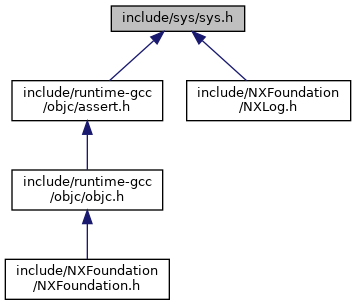 include/sys/sys.h
include/runtime-gcc
/objc/assert.h
include/NXFoundation
/NXLog.h
include/runtime-gcc
/objc/objc.h
include/NXFoundation
/NXFoundation.h